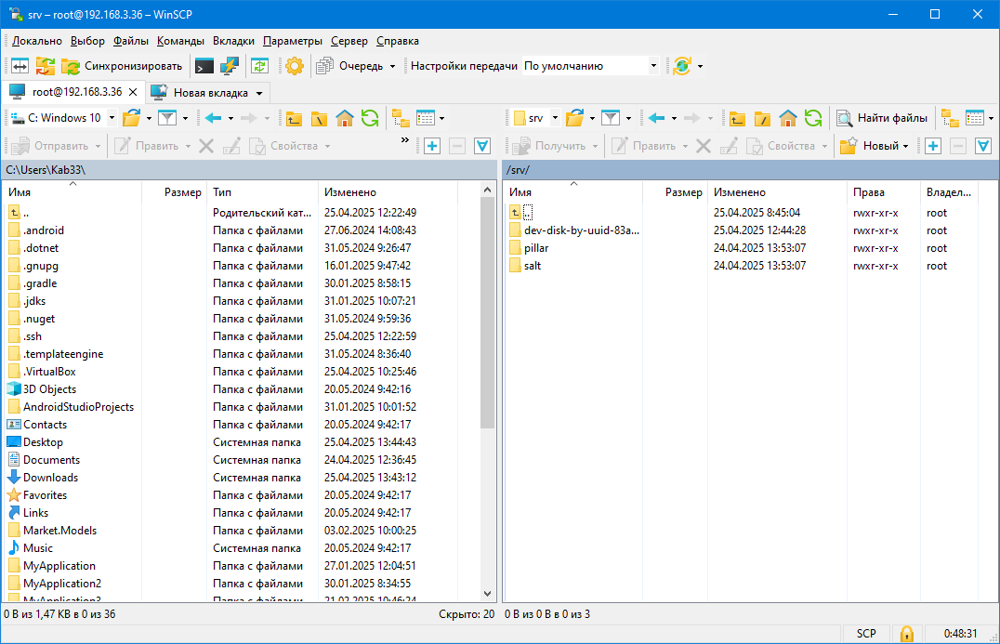 srv – root@192.168.3.36 – WinSCP
Локально Выбор Файлы Команды Вкладки Параметры Сервер Справка
Синхронизировать Очередь Настройки передачи По умолчанию
root@192.168.3.36 Новая вкладка
C: Windows 10 srv Найти файлы
Отправить Править Свойства » Получить Править Свойства Новый
C:\Users\Kab33\ /srv/
Имя Размер Тип Изменено Имя Размер Изменено Права Владел...
.. Родительский кат... 25.04.2025 12:22:49 .. 25.04.2025 8:45:04 rwxr-xr-x root
.android Папка с файлами 27.06.2024 14:08:43 dev-disk-by-uuid-83a... 25.04.2025 12:44:28 rwxr-xr-x root
.dotnet Папка с файлами 31.05.2024 9:26:47 pillar 24.04.2025 13:53:07 rwxr-xr-x root
.gnupg Папка с файлами 16.01.2025 9:47:42 salt 24.04.2025 13:53:07 rwxr-xr-x root
.gradle Папка с файлами 30.01.2025 8:58:15
.jdks Папка с файлами 31.01.2025 10:07:21
.nuget Папка с файлами 31.05.2024 9:59:36
.ssh Папка с файлами 25.04.2025 12:22:59
.templateengine Папка с файлами 31.05.2024 8:36:40
.VirtualBox Папка с файлами 25.04.2025 10:25:46
3D Objects Папка с файлами 20.05.2024 9:42:16
AndroidStudioProjects Папка с файлами 31.01.2025 10:01:52
Contacts Папка с файлами 20.05.2024 9:42:17
Desktop Системная папка 25.04.2025 13:44:43
Documents Системная папка 24.04.2025 12:36:45
Downloads Системная папка 25.04.2025 13:43:12
Favorites Папка с файлами 20.05.2024 9:42:17
Links Папка с файлами 20.05.2024 9:42:17
Market.Models Папка с файлами 03.02.2025 10:00:25
Music Системная папка 20.05.2024 9:42:17
MyApplication Папка с файлами 27.01.2025 12:04:51
MyApplication2 Папка с файлами 30.01.2025 8:34:55
MyApplication3 Папка с файлами 21.02.2025 10:46:24
0 B из 1,47 KB в 0 из 36 Скрыто: 20 0 B из 0 B в 0 из 3
SCP 0:48:31